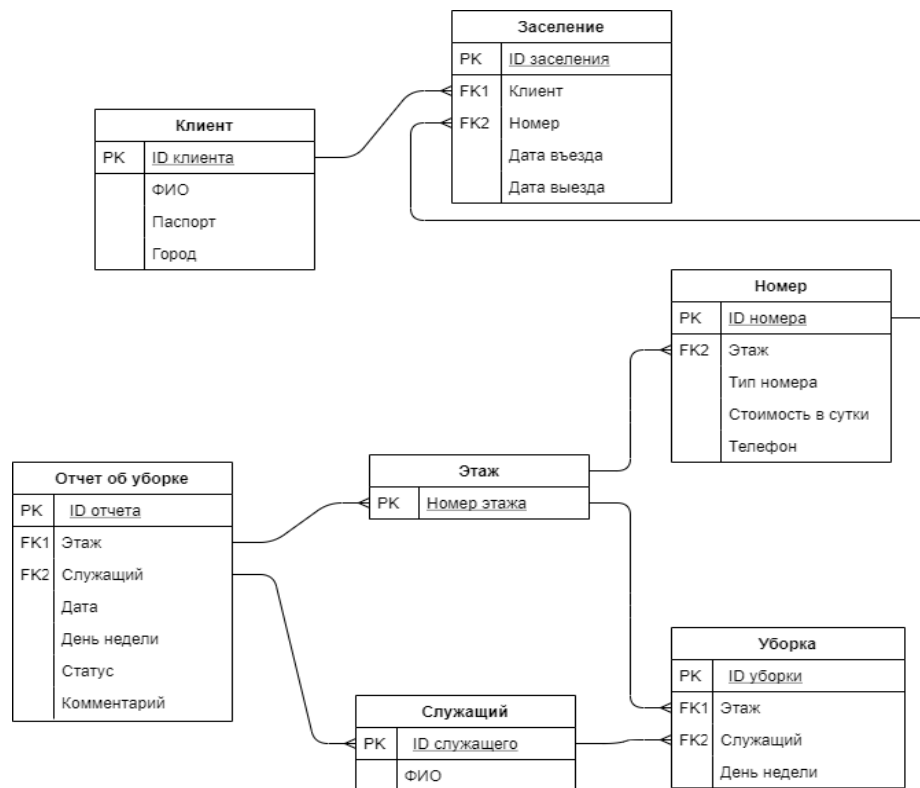 Заселение
PK ID заселения
FK1 Клиент
FK2 Номер
Дата въезда
Дата выезда
Клиент
PK ID клиента
ФИО
Паспорт
Город
Номер
PK ID номера
FK2 Этаж
Тип номера
Стоимость в сутки
Телефон
Отчет об уборке
PK ID отчета
FK1 Этаж
FK2 Служащий
Дата
День недели
Статус
Комментарий
Этаж
PK Номер этажа
Уборка
PK ID уборки
FK1 Этаж
FK2 Служащий
День недели
Служащий
PK ID служащего
ФИО